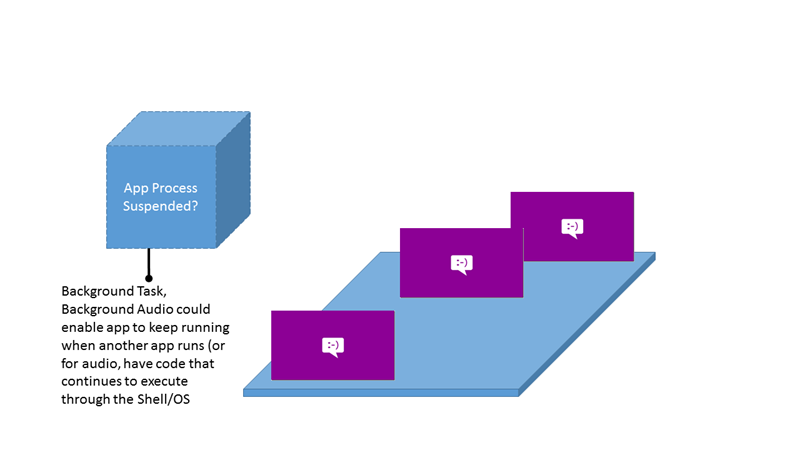 App Process
Suspended?
:-)
:-)
:-)
Background Task,
Background Audio could
enable app to keep running
when another app runs (or
for audio, have code that
continues to execute
through the Shell/OS